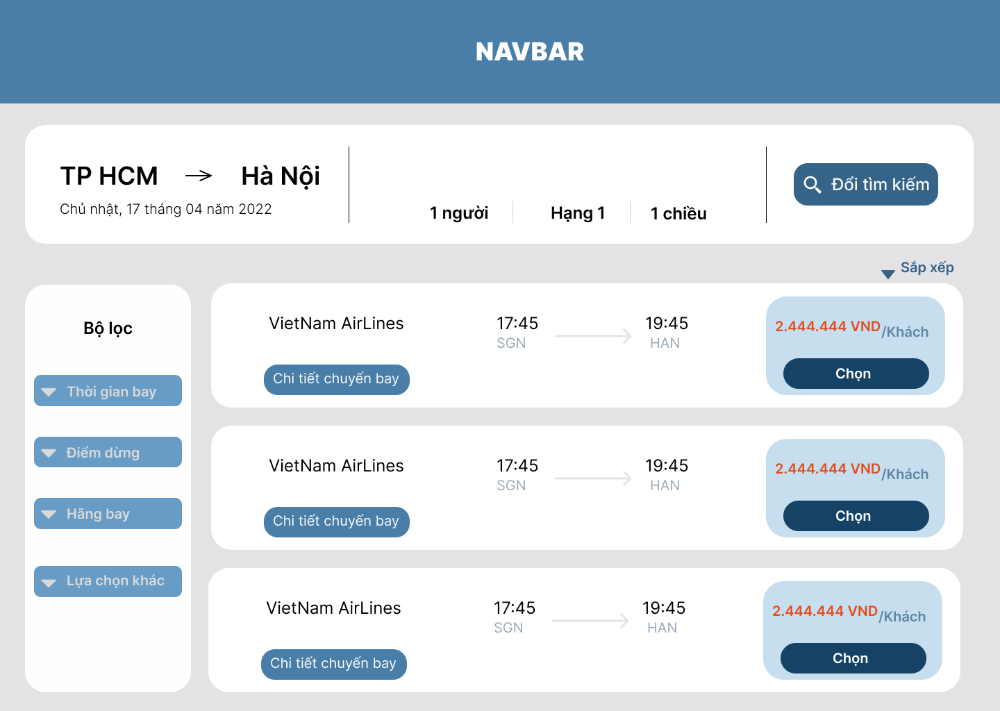 NAVBAR
TP HCM
Hà Nội
Chủ nhật, 17 tháng 04 năm 2022
1 người
Hạng 1
1 chiều
Đổi tìm kiếm
Sắp xếp
Bộ lọc
Thời gian bay
Điểm dừng
Hãng bay
Lựa chọn khác
VietNam AirLines
17:45
SGN
19:45
HAN
2.444.444 VND/Khách
Chi tiết chuyến bay
Chọn
VietNam AirLines
17:45
SGN
19:45
HAN
2.444.444 VND/Khách
Chi tiết chuyến bay
Chọn
VietNam AirLines
17:45
SGN
19:45
HAN
2.444.444 VND/Khách
Chi tiết chuyến bay
Chọn